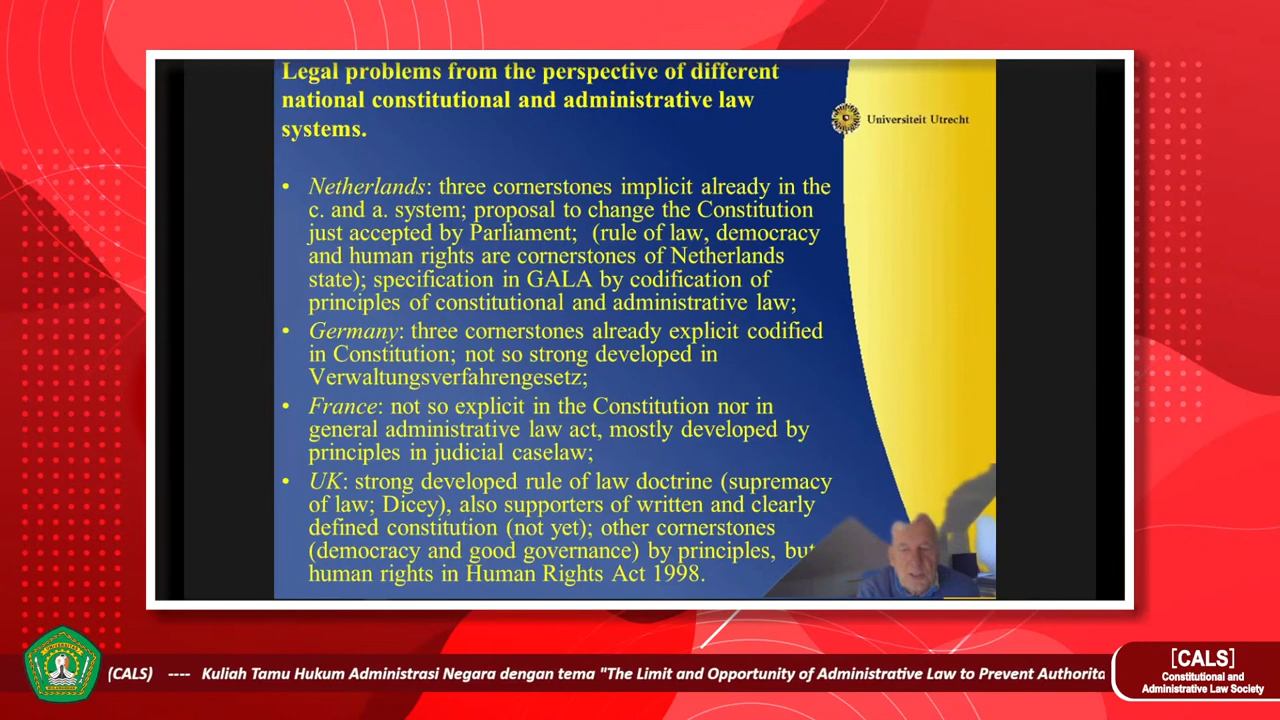 Legal problems from the perspective of different
national constitutional and administrative law
systems.
Universiteit Utrecht
• Netherlands: three cornerstones implicit already in the
c. and a. system; proposal to change the Constitution
just accepted by Parliament; (rule of law, democracy
and human rights are cornerstones of Netherlands
state); specification in GALA by codification of
principles of constitutional and administrative law;
• Germany: three cornerstones already explicit codified
in Constitution; not so strong developed in
Verwaltungsverfahrengesetz;
• France: not so explicit in the Constitution nor in
general administrative law act, mostly developed by
principles in judicial caselaw;
• UK: strong developed rule of law doctrine (supremacy
of law; Dicey), also supporters of written and clearly
defined constitution (not yet); other cornerstones
(democracy and good governance) by principles, but
human rights in Human Rights Act 1998.
(CALS) ---- Kuliah Tamu Hukum Administrasi Negara dengan tema "The Limit and Opportunity of Administrative Law to Prevent Authorita
[CALS]
Constitutional and
Administrative Law Society